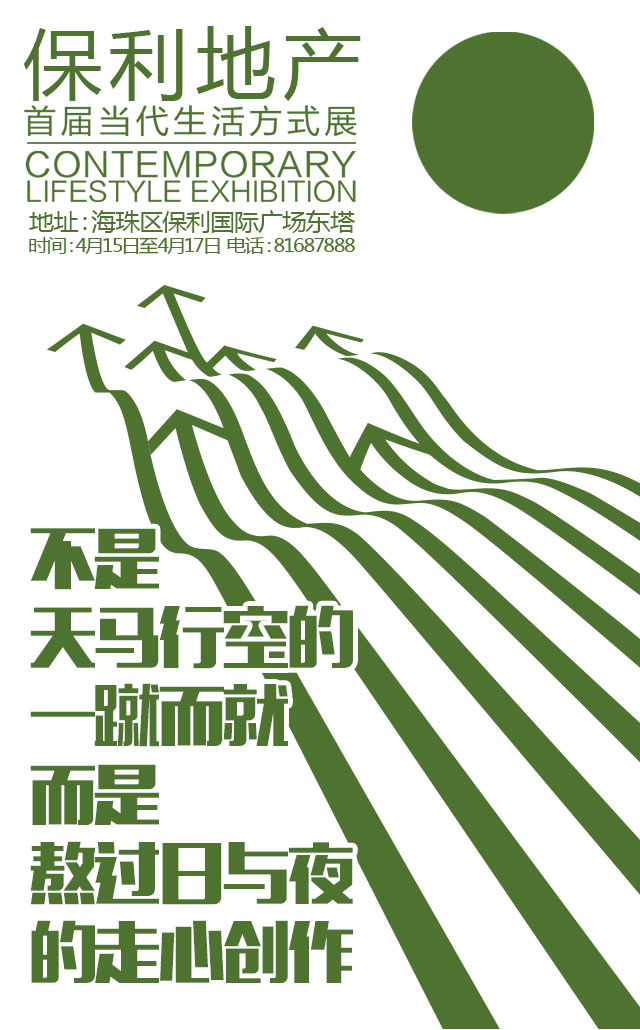 保利地产
首届当代生活方式展
CONTEMPORARY
LIFESTYLE EXHIBITION
地址:海珠区保利国际广场东塔
时间:4月15日至4月17日 电话:81687888
不是
天马行空的
一蹴而就
而是
熬过日与夜
的走心创作